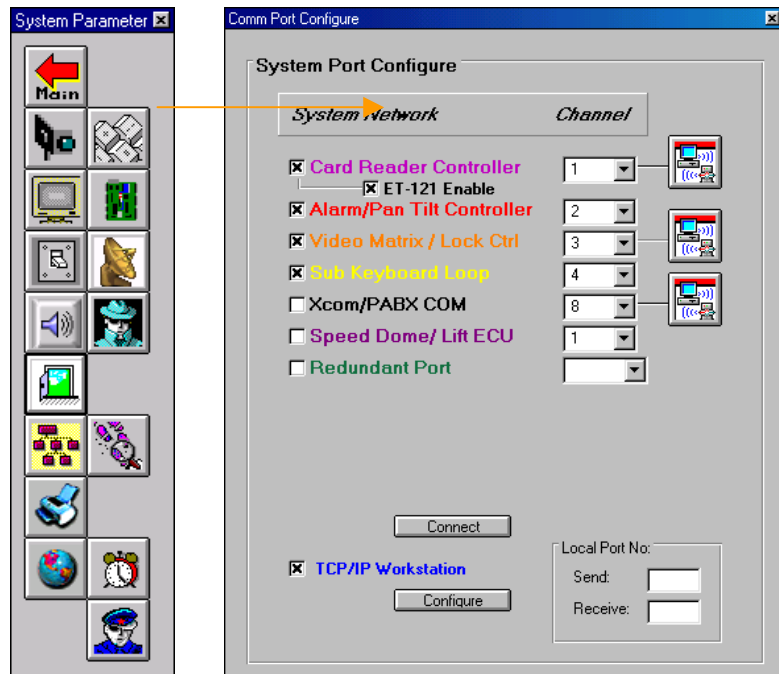 System Parameter
Main
Comm Port Configure
System Port Configure
System Network Channel
Card Reader Controller 1
ET-121 Enable
Alarm/Pan Tilt Controller 2
Video Matrix / Lock Ctrl 3
Sub Keyboard Loop 4
Xcom/PABX COM 8
Speed Dome/ Lift ECU 1
Redundant Port
Connect
TCP/IP Workstation
Configure
Local Port No:
Send:
Receive: